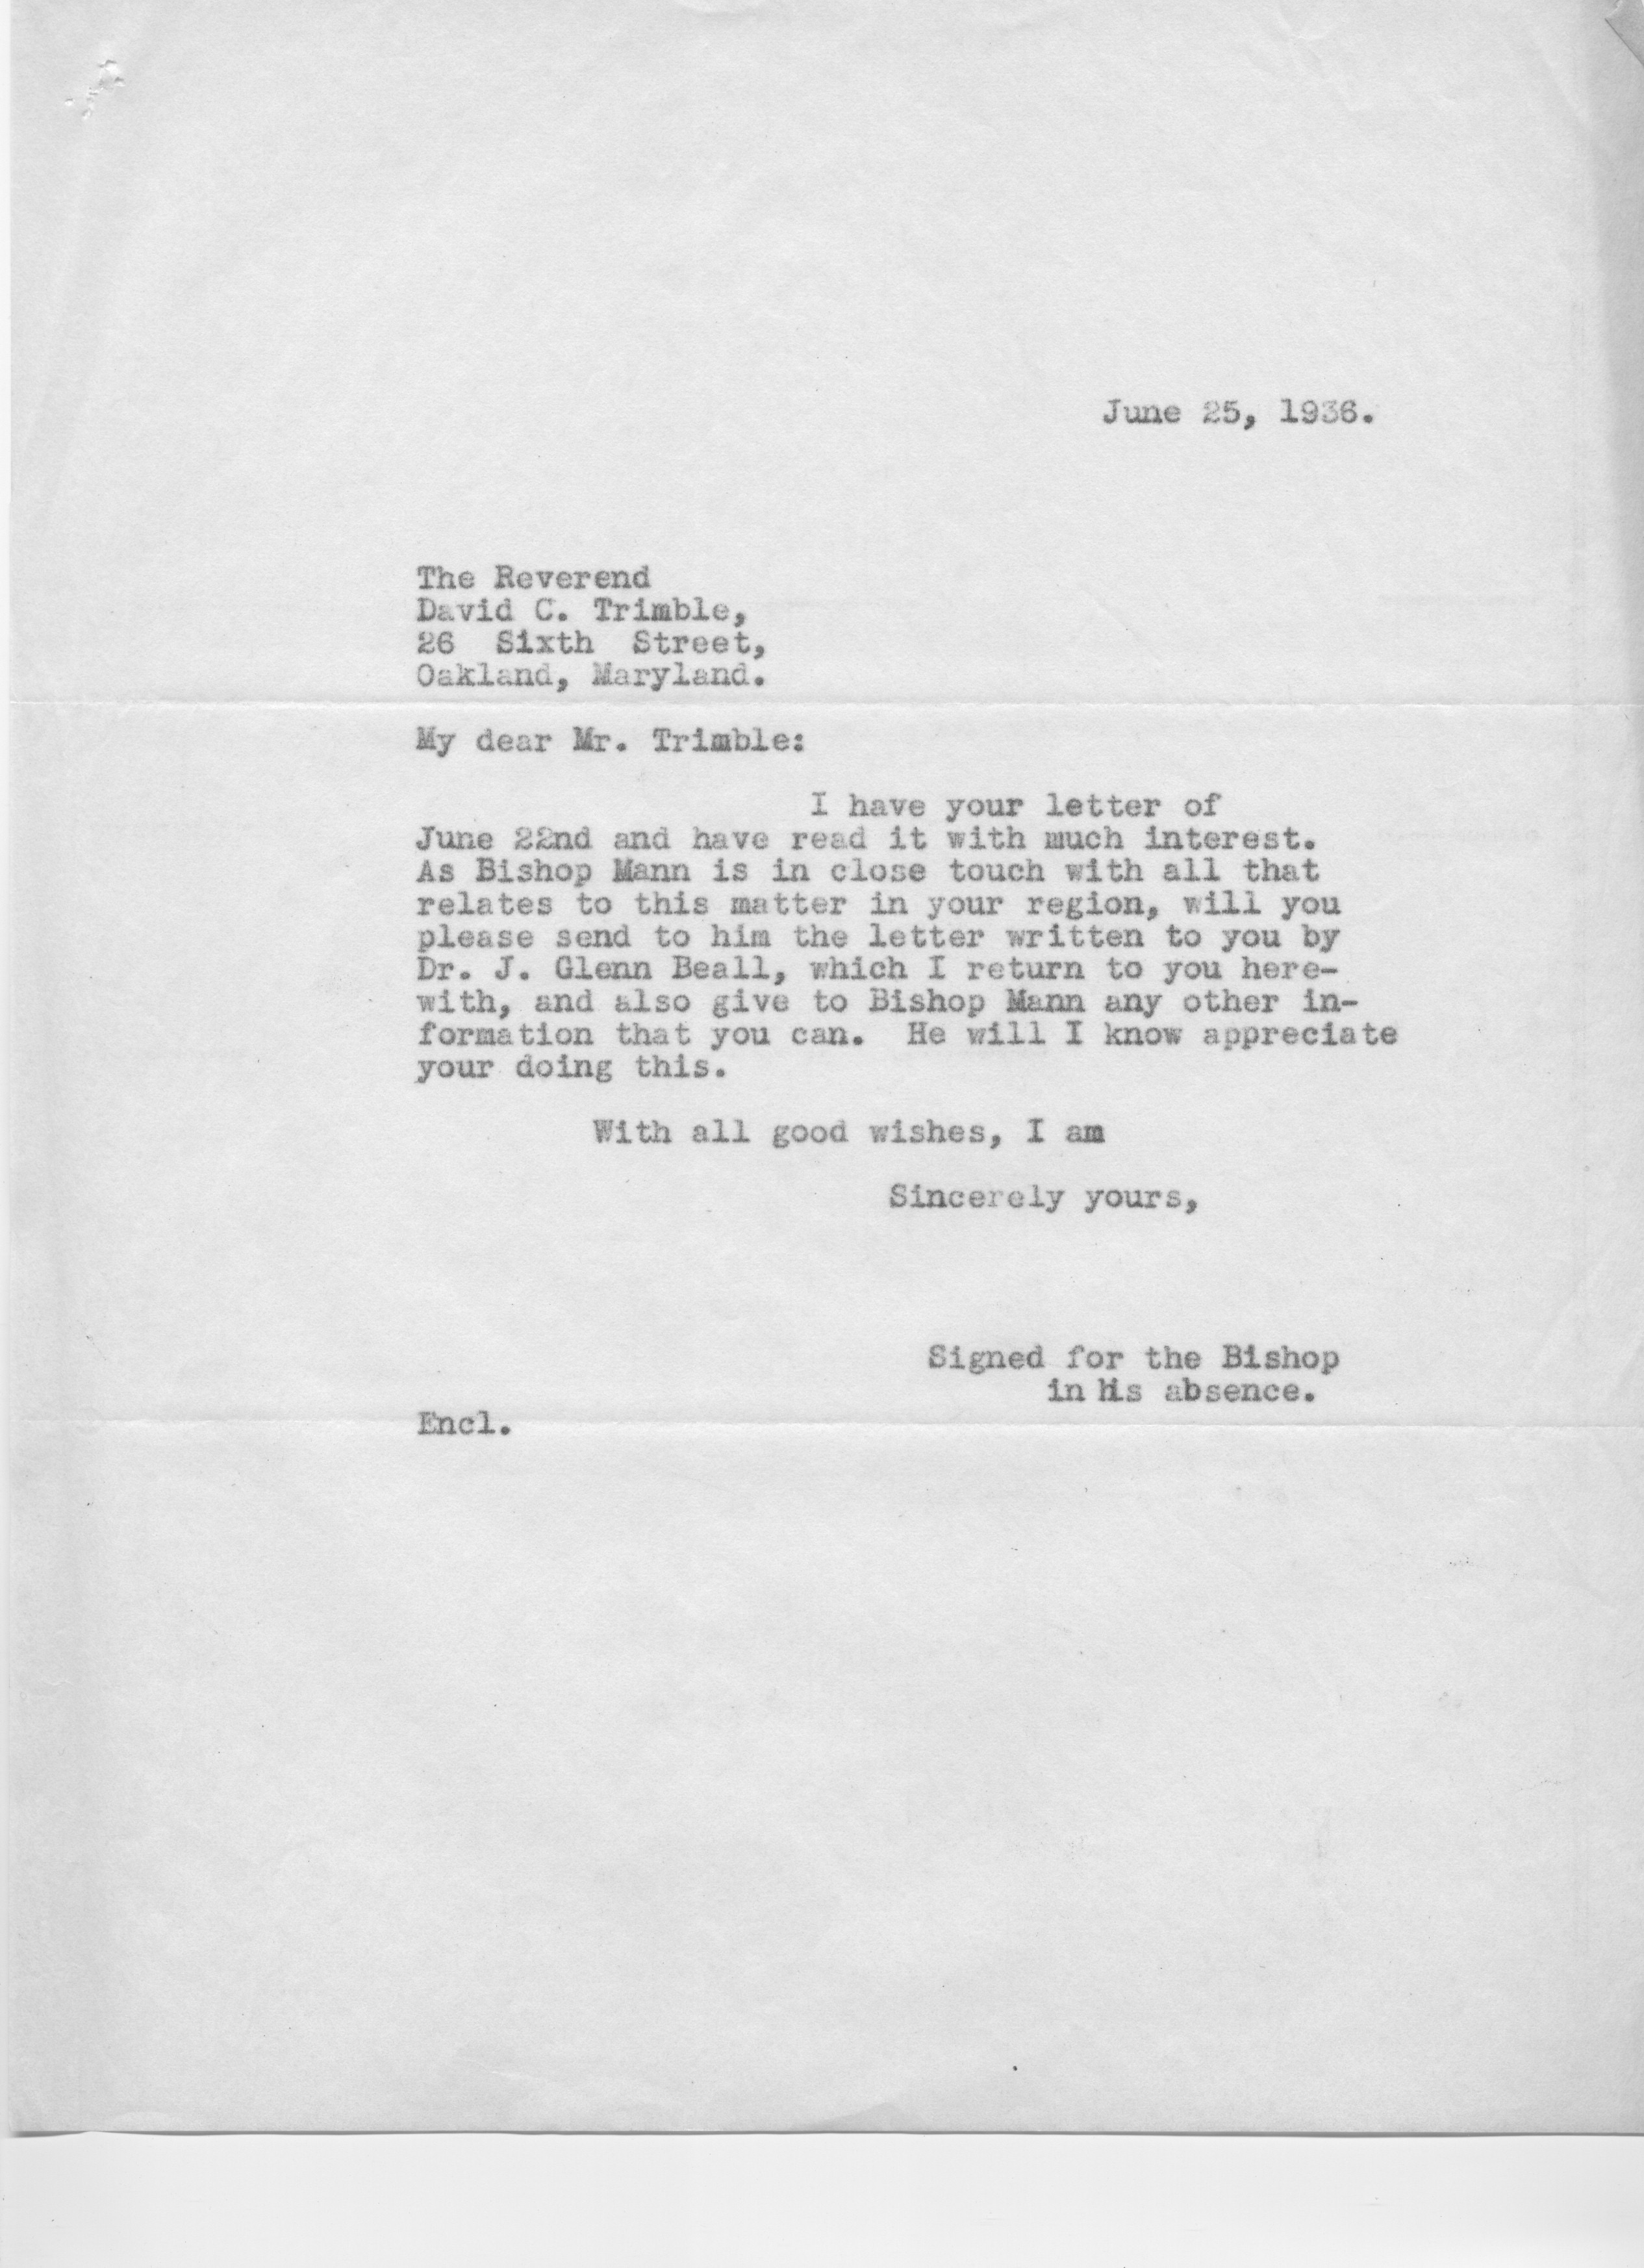 June 25, 1936.
The Reverend
David C. Trimble,
26 Sixth Street,
Oakland, Maryland.
My dear Mr. Trimble:
I have your letter of
June 22nd and have read it with much interest.
As Bishop Mann is in close touch with all that
relates to this matter in your region, will you
please send to him the letter written to you by
Dr. J. Glenn Beall, which I return to you here-
with, and also give to Bishop Mann any other in-
formation that you can. He will I know appreciate
your doing this.
With all good wishes, I am
Sincerely yours,
Signed for the Bishop
in his absence.
Encl.